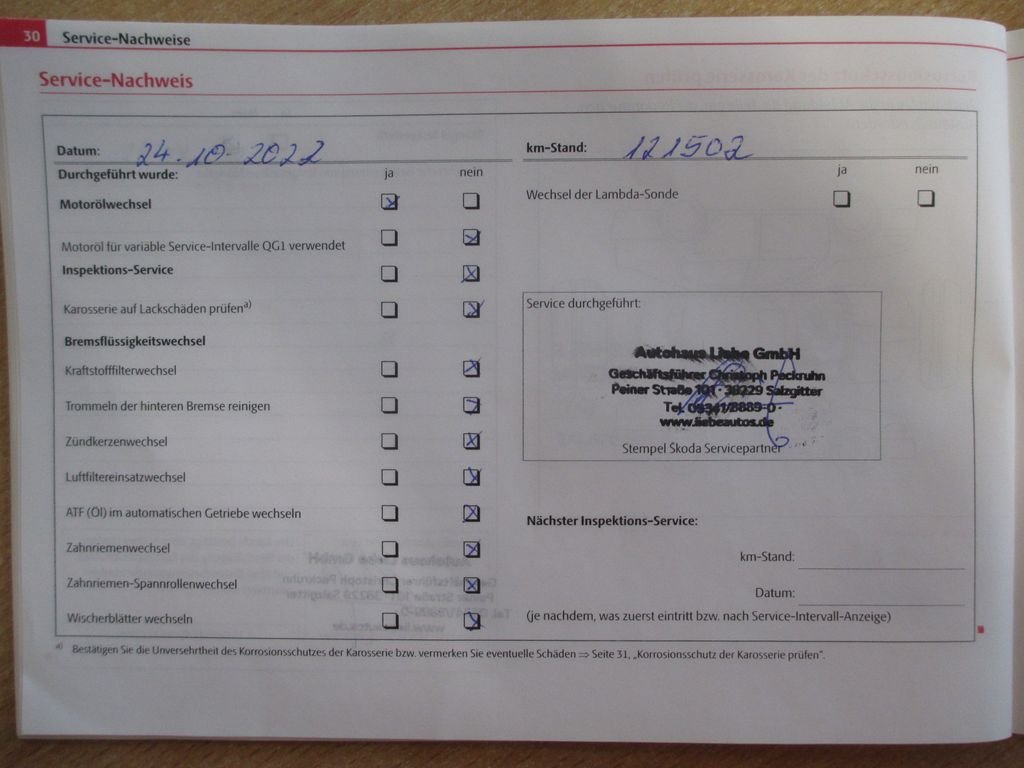 30 Service-Nachweise
Service-Nachweis
Datum: 24.10.2022
km-Stand: 121502
Durchgeführt wurde: ja nein
Motorölwechsel
Motoröl für variable Service-Intervalle QG1 verwendet
Inspektions-Service
Karosserie auf Lackschäden prüfen a)
Bremsflüssigkeitswechsel
Kraftstofffilterwechsel
Trommeln der hinteren Bremse reinigen
Zündkerzenwechsel
Luftfiltereinsatzwechsel
ATF (Öl) im automatischen Getriebe wechseln
Zahnriemenwechsel
Zahnriemen-Spannrollenwechsel
Wischerblätter wechseln
ja nein
Wechsel der Lambda-Sonde
Service durchgeführt:
Autohaus Liebe GmbH
Geschäftsführer Christoph Peckruhn
Peiner Straße 101 · 38229 Salzgitter
Tel. 05341/8889-0 ·
www.liebeautos.de
Stempel Škoda Servicepartner
Nächster Inspektions-Service:
km-Stand:
Datum:
(je nachdem, was zuerst eintritt bzw. nach Service-Intervall-Anzeige)
a) Bestätigen Sie die Unversehrtheit des Korrosionsschutzes der Karosserie bzw. vermerken Sie eventuelle Schäden ⇒ Seite 31, „Korrosionsschutz der Karosserie prüfen“.